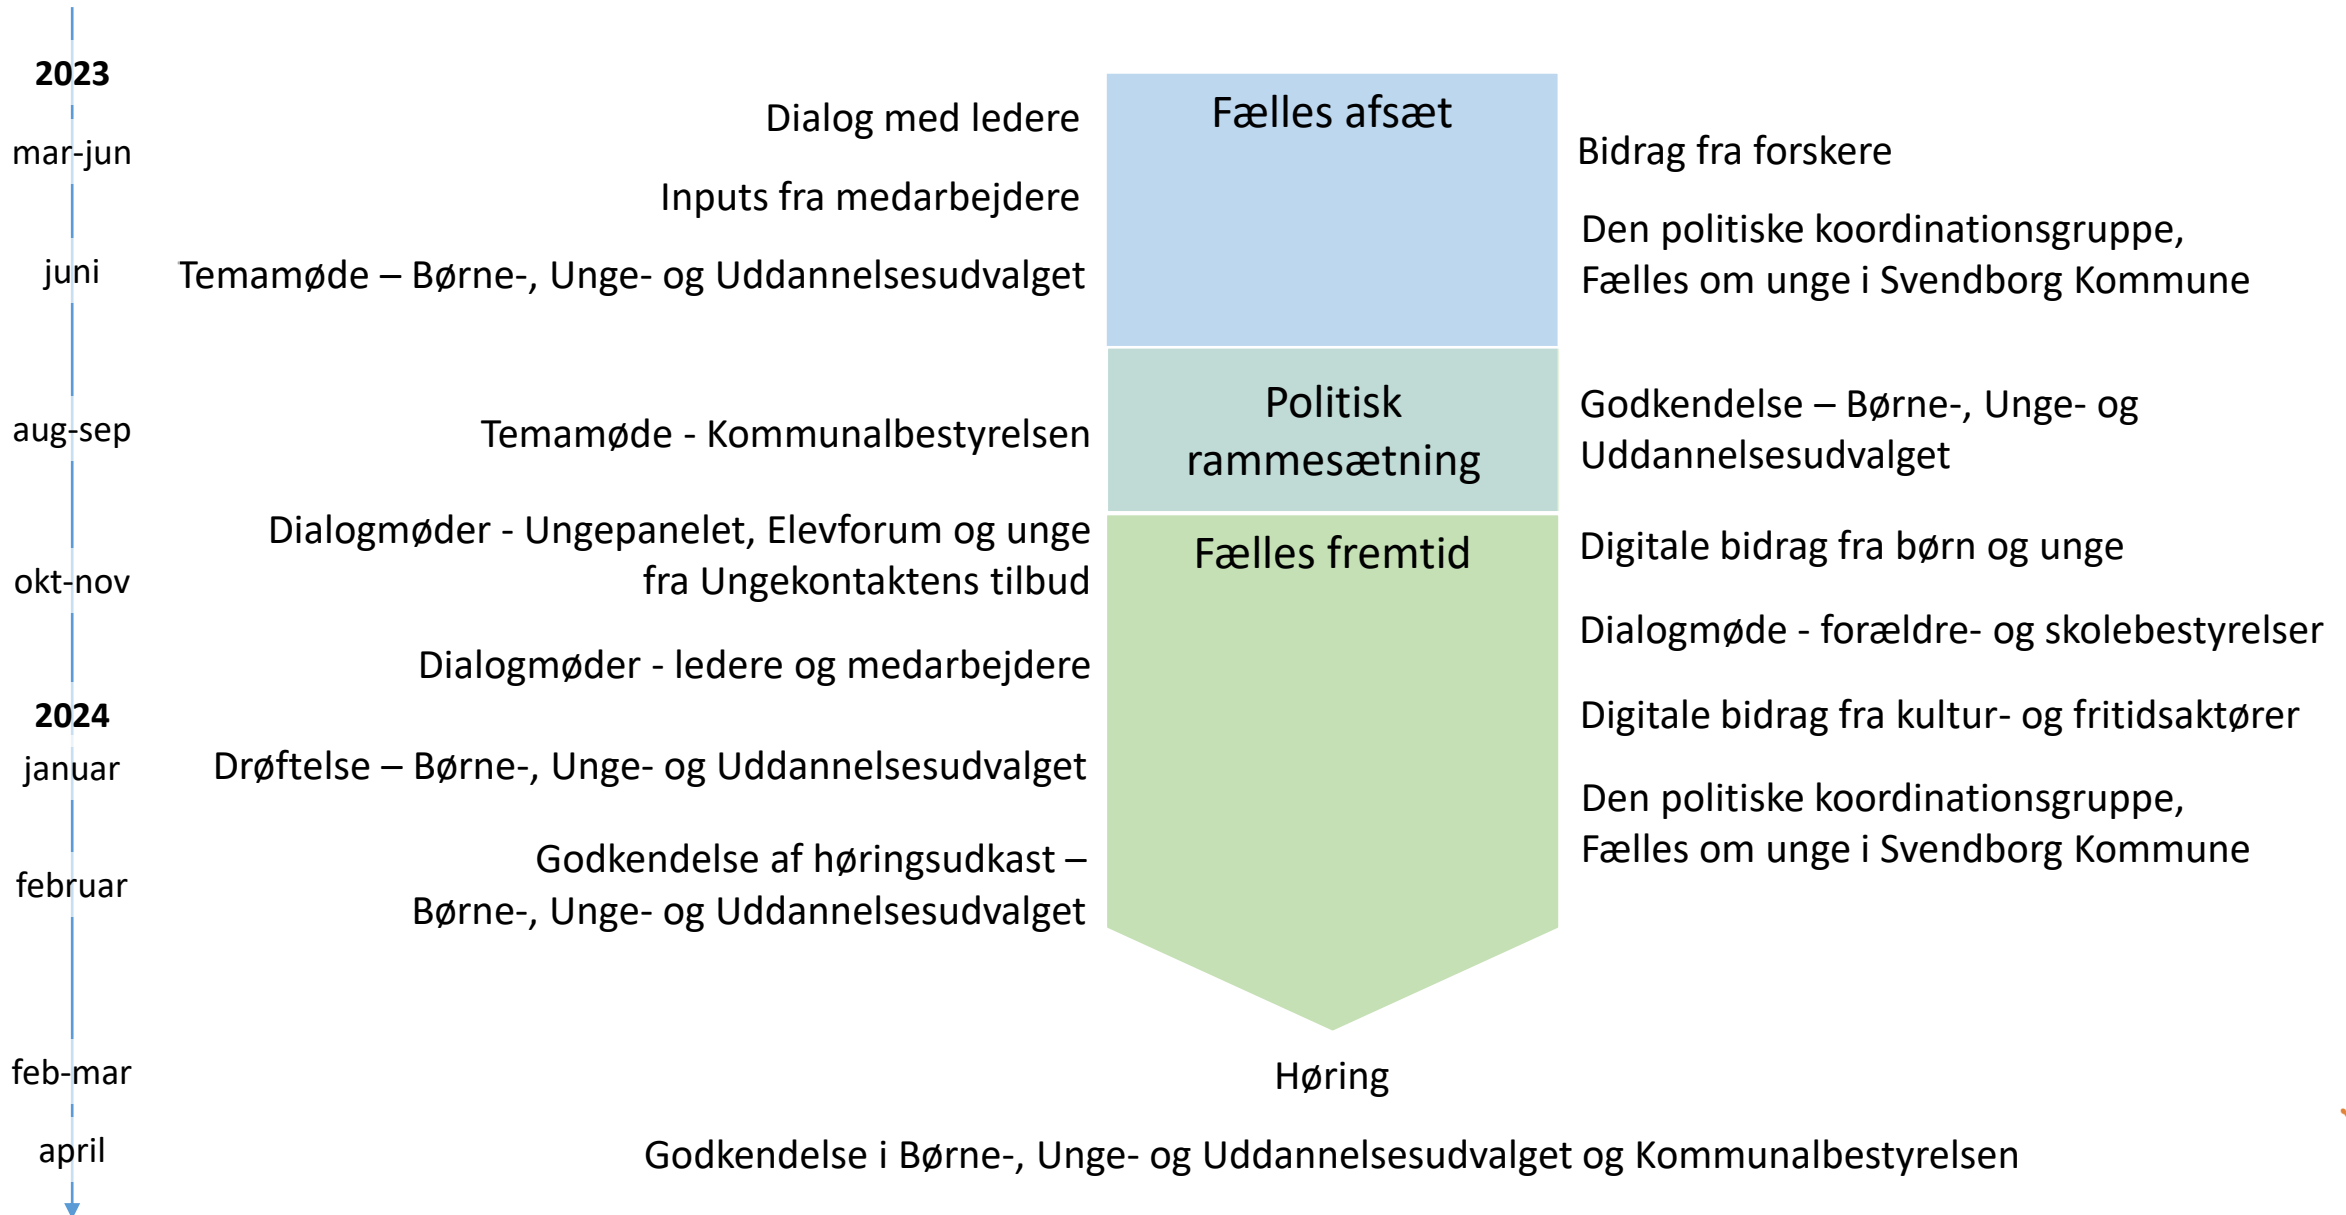 2023
mar-jun
juni
aug-sep
okt-nov
2024
januar
februar
feb-mar
april
Dialog med ledere
Inputs fra medarbejdere
Temamøde – Børne-, Unge- og Uddannelsesudvalget
Temamøde - Kommunalbestyrelsen
Dialogmøder - Ungepanelet, Elevforum og unge
fra Ungekontaktens tilbud
Dialogmøder - ledere og medarbejdere
Drøftelse – Børne-, Unge- og Uddannelsesudvalget
Godkendelse af høringsudkast –
Børne-, Unge- og Uddannelsesudvalget
Fælles afsæt
Politisk
rammesætning
Fælles fremtid
Bidrag fra forskere
Den politiske koordinationsgruppe,
Fælles om unge i Svendborg Kommune
Godkendelse – Børne-, Unge- og
Uddannelsesudvalget
Digitale bidrag fra børn og unge
Dialogmøde - forældre- og skolebestyrelser
Digitale bidrag fra kultur- og fritidsaktører
Den politiske koordinationsgruppe,
Fælles om unge i Svendborg Kommune
Høring
Godkendelse i Børne-, Unge- og Uddannelsesudvalget og Kommunalbestyrelsen